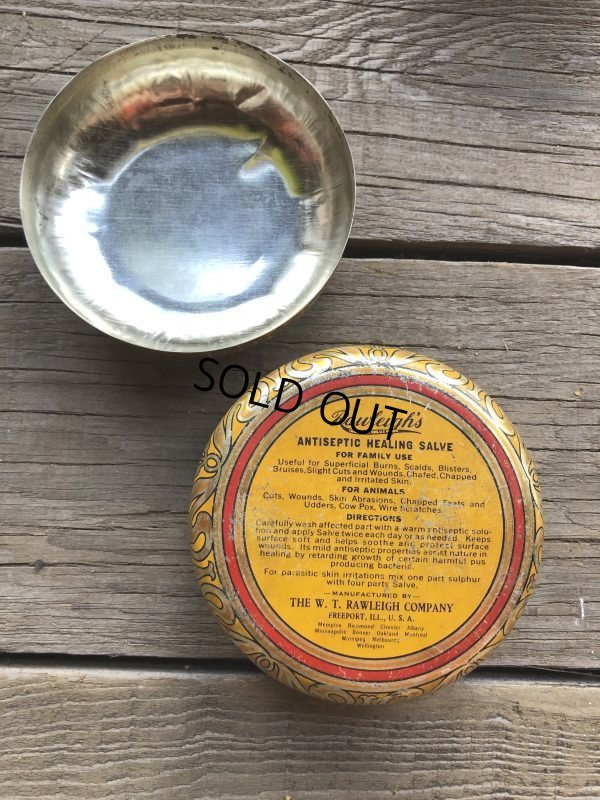 SOLD OUT
Rawleigh's
ANTISEPTIC HEALING SALVE
FOR FAMILY USE
Useful for Superficial Burns, Scalds, Blisters,
Bruises, Slight Cuts and Wounds, Chafed, Chapped
and Irritated Skin.
FOR ANIMALS
Cuts, Wounds, Skin Abrasions, Chapped Teats and
Udders, Cow Pox, Wire Scratches.
DIRECTIONS
Carefully wash affected part with a warm antiseptic solu-
tion and apply Salve twice each day or as needed. Keeps
surface soft and helps soothe and protect surface
wounds. Its mild antiseptic properties assist nature in
healing by retarding growth of certain harmful pus
producing bacteria.
For parasitic skin irritations mix one part sulphur
with four parts Salve.
—MANUFACTURED BY—
THE W. T. RAWLEIGH COMPANY
FREEPORT, ILL., U. S. A.
Memphis Richmond Chester Albany
Minneapolis Denver Oakland Montreal
Winnipeg Melbourne
Wellington